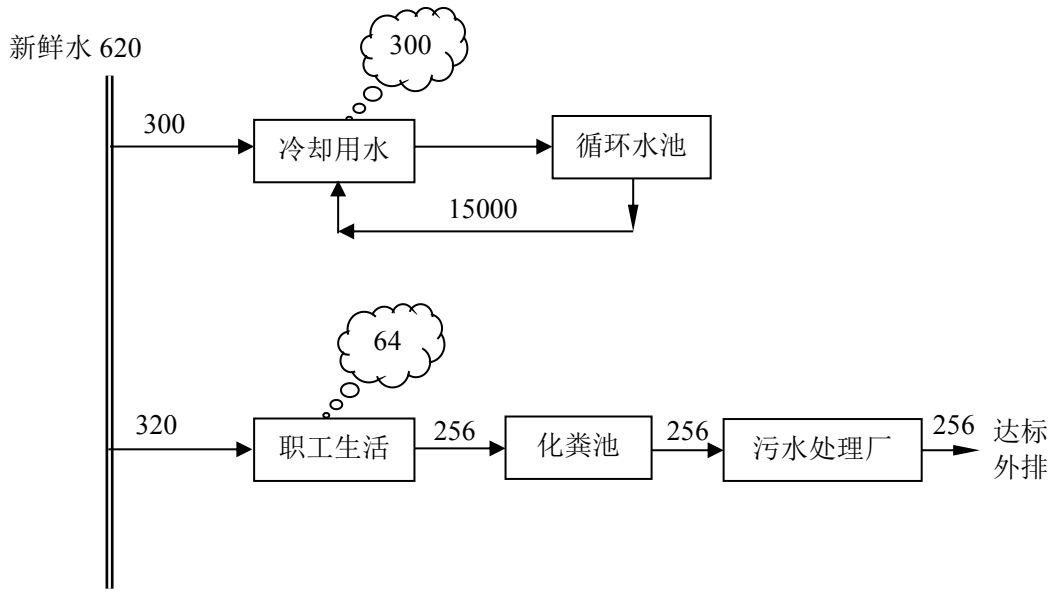 新鲜水 620
300
300
冷却用水
循环水池
15000
64
320
职工生活
256
化粪池
256
污水处理厂
256
达标
外排